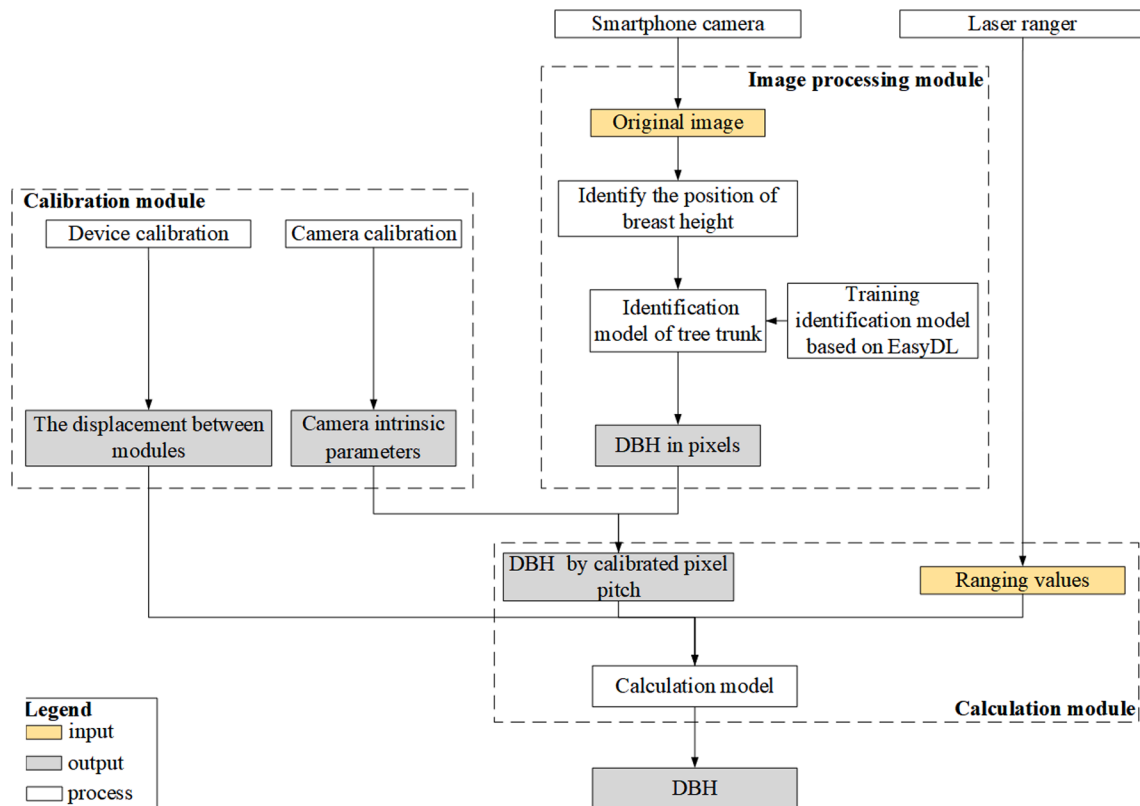 Smartphone camera
Laser ranger
Image processing module
Original image
Identify the position of
breast height
Identification
model of tree trunk
Training
identification model
based on EasyDL
DBH in pixels
Calibration module
Device calibration
Camera calibration
The displacement between
modules
Camera intrinsic
parameters
DBH by calibrated pixel
pitch
Ranging values
Calculation model
Calculation module
DBH
Legend
input
output
process